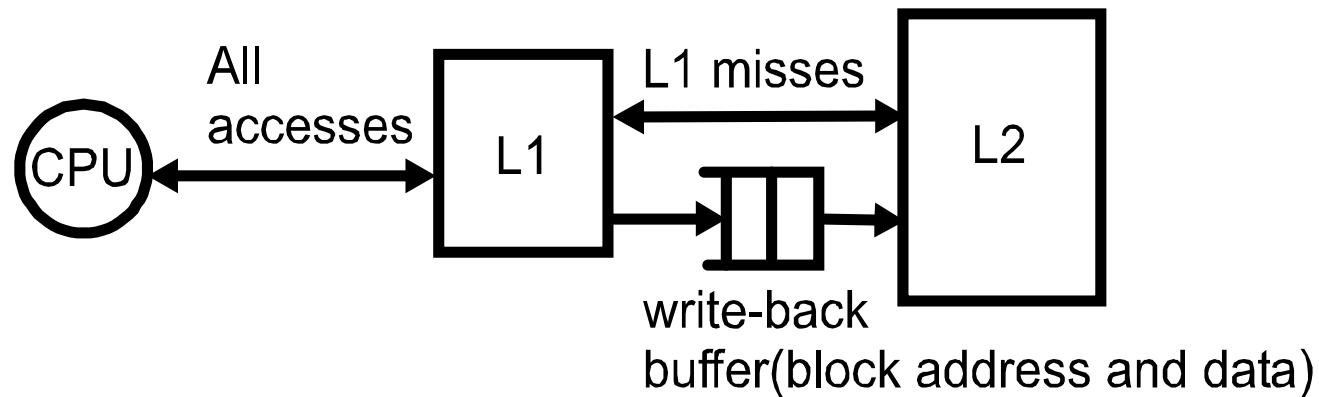 All
accesses
L1 misses
CPU
L1
L2
write-back
buffer(block address and data)